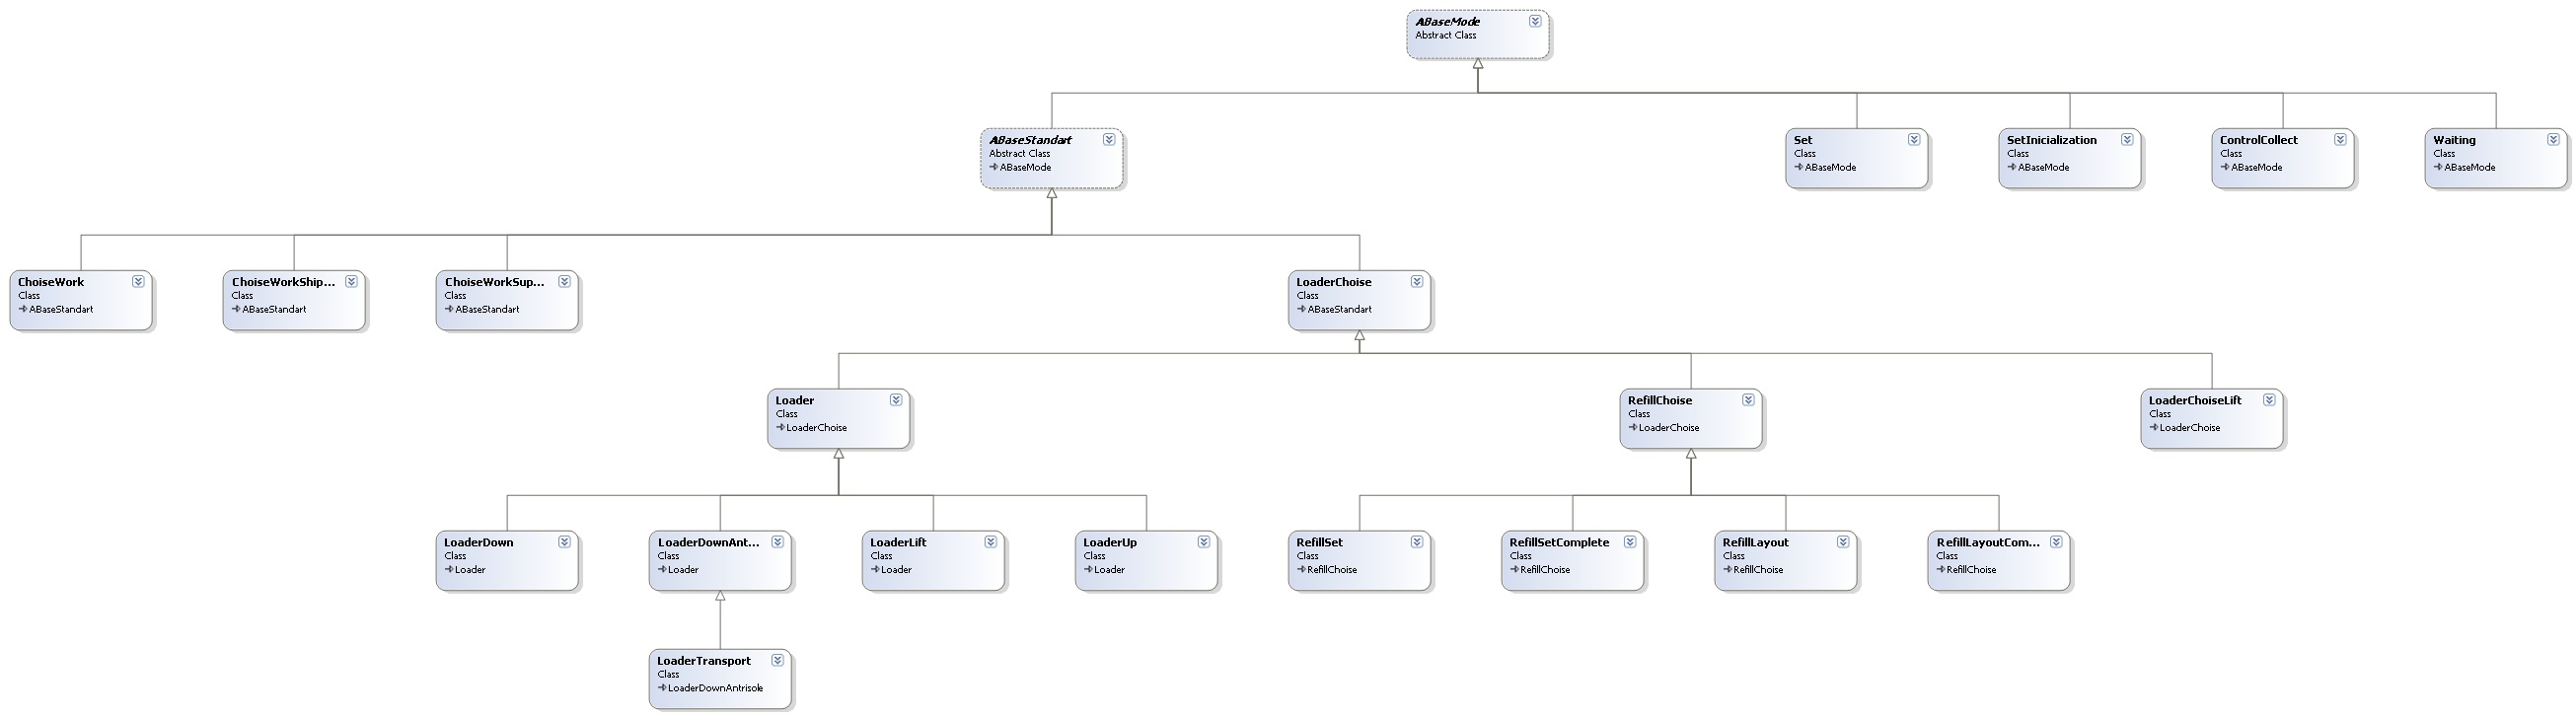 ABaseMode
Abstract Class
ABaseStandart
Abstract Class
ABaseMode
Set
Class
ABaseMode
SetInicialization
Class
ABaseMode
ControlCollect
Class
ABaseMode
Waiting
Class
ABaseMode
ChoiseWork
Class
ABaseStandart
ChoiseWorkShip...
Class
ABaseStandart
ChoiseWorkSup...
Class
ABaseStandart
LoaderChoise
Class
ABaseStandart
Loader
Class
LoaderChoise
RefillChoise
Class
LoaderChoise
LoaderChoiseLift
Class
LoaderChoise
LoaderDown
Class
Loader
LoaderDownAnt...
Class
Loader
LoaderLift
Class
Loader
LoaderUp
Class
Loader
RefillSet
Class
RefillChoise
RefillSetComplete
Class
RefillChoise
RefillLayout
Class
RefillChoise
RefillLayoutCom...
Class
RefillChoise
LoaderTransport
Class
LoaderDownAntrisole